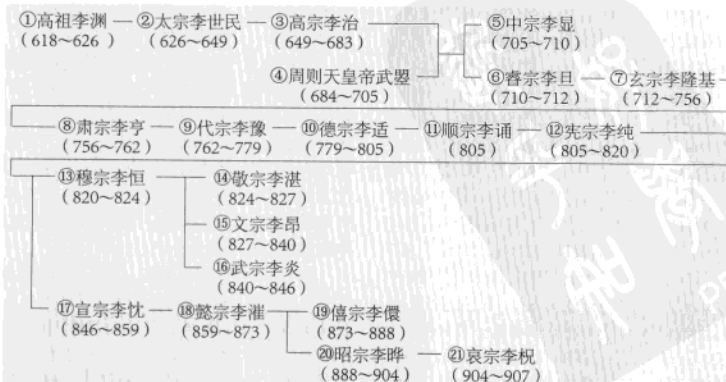 ①高祖李渊 ②太宗李世民 ③高宗李治 ⑤中宗李显
(618~626) (626~649) (649~683) (705~710)
④周则天皇帝武曌 ⑥睿宗李旦 ⑦玄宗李隆基
(684~705) (710~712) (712~756)
⑧肃宗李亨 ⑨代宗李豫 ⑩德宗李适 ⑪顺宗李诵 ⑫宪宗李纯
(756~762) (762~779) (779~805) (805) (805~820)
⑬穆宗李恒 ⑭敬宗李湛
(820~824) (824~827)
⑮文宗李昂
(827~840)
⑯武宗李炎
(840~846)
⑰宣宗李忱 ⑱懿宗李漼 ⑲僖宗李儇
(846~859) (859~873) (873~888)
⑳昭宗李晔 ㉑哀宗李柷
(888~904) (904~907)